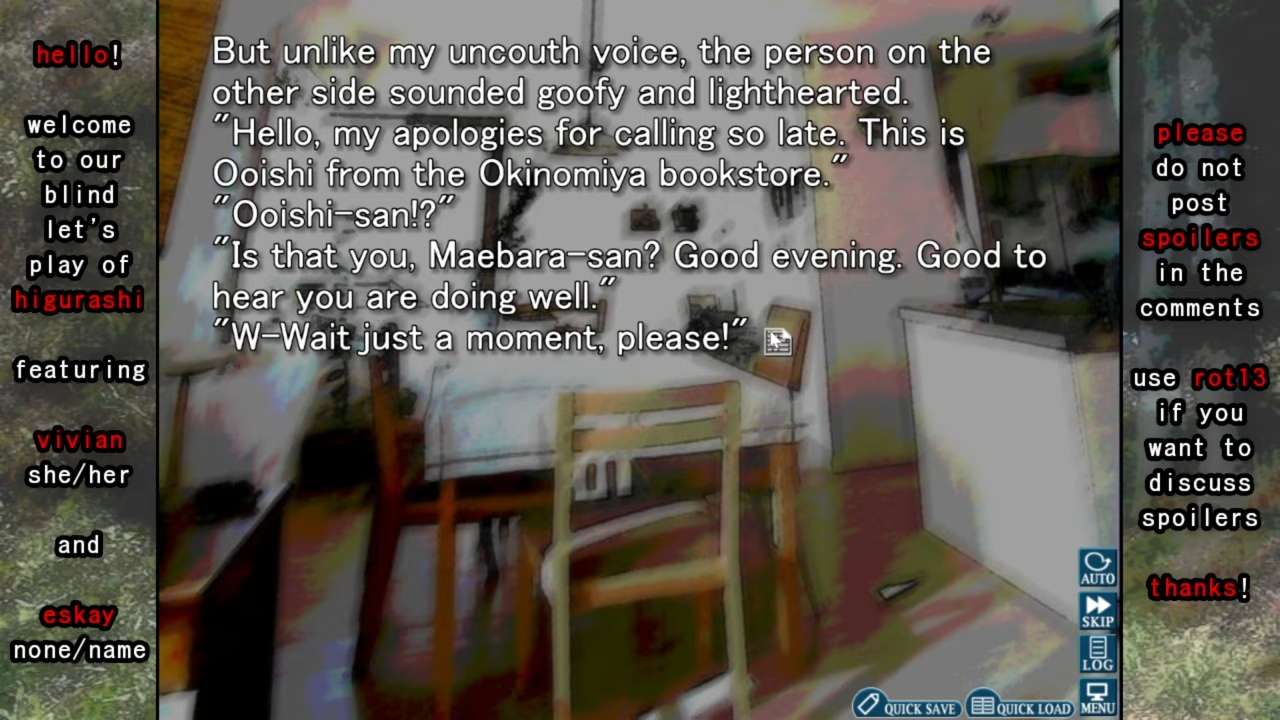 hello!
welcome
to our
blind
let's
play of
higurashi
featuring
vivian
she/her
and
eskay
none/name
But unlike my uncouth voice, the person on the
other side sounded goofy and lighthearted.
"Hello, my apologies for calling so late. This is
Ooishi from the Okinomiya bookstore."
"Ooishi-san!?"
"Is that you, Maebara-san? Good evening. Good to
hear you are doing well."
"W-Wait just a moment, please!"
please
do not
post
spoilers
in the
comments
use rot13
if you
want to
discuss
spoilers
thanks!
AUTO
SKIP
LOG
MENU
QUICK SAVE
QUICK LOAD